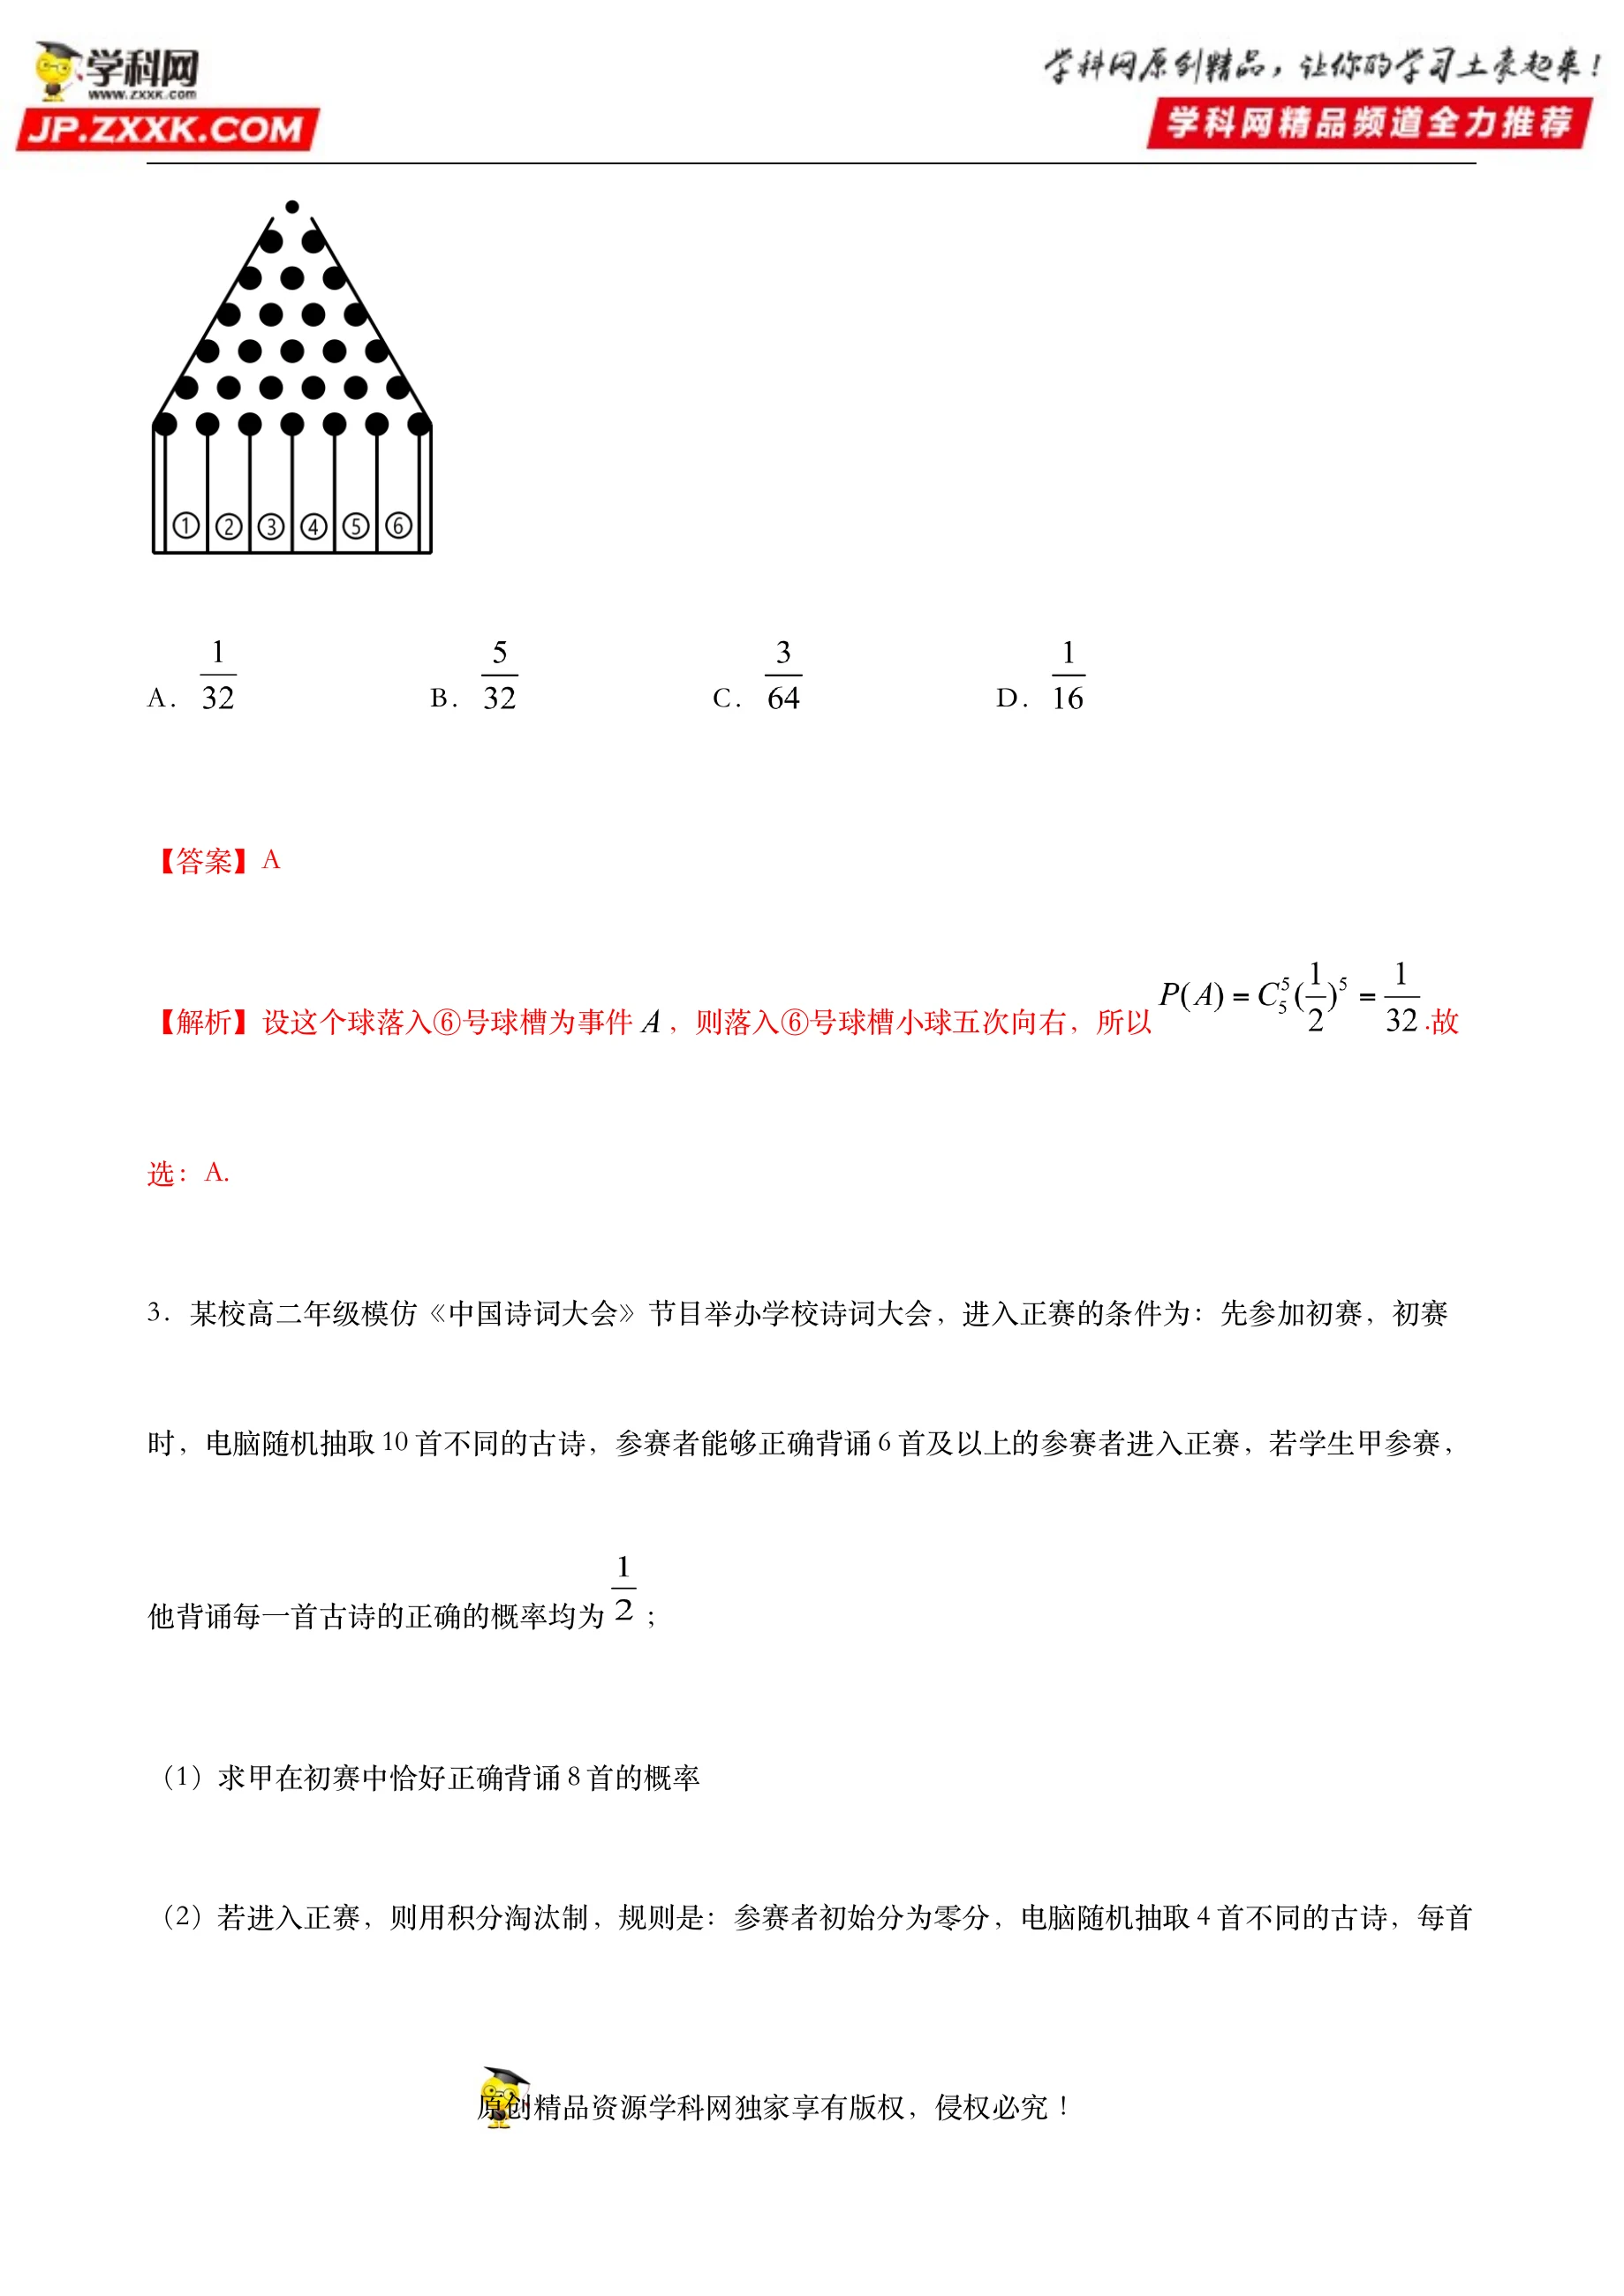 学科网
www.zxxk.com
JP.ZXXK.COM
学科网原创精品，让你的学习土豪起来！
学科网精品频道全力推荐
① ② ③ ④ ⑤ ⑥
A． 1/32 B． 5/32 C． 3/64 D． 1/16
【答案】A
【解析】设这个球落入⑥号球槽为事件 A ，则落入⑥号球槽小球五次向右，所以 P(A) = C₅⁵(1/2)⁵ = 1/32 .故
选：A.
3．某校高二年级模仿《中国诗词大会》节目举办学校诗词大会，进入正赛的条件为：先参加初赛，初赛
时，电脑随机抽取 10 首不同的古诗，参赛者能够正确背诵 6 首及以上的参赛者进入正赛，若学生甲参赛，
他背诵每一首古诗的正确的概率均为 1/2 ；
（1）求甲在初赛中恰好正确背诵 8 首的概率
（2）若进入正赛，则用积分淘汰制，规则是：参赛者初始分为零分，电脑随机抽取 4 首不同的古诗，每首
原创精品资源学科网独家享有版权，侵权必究！